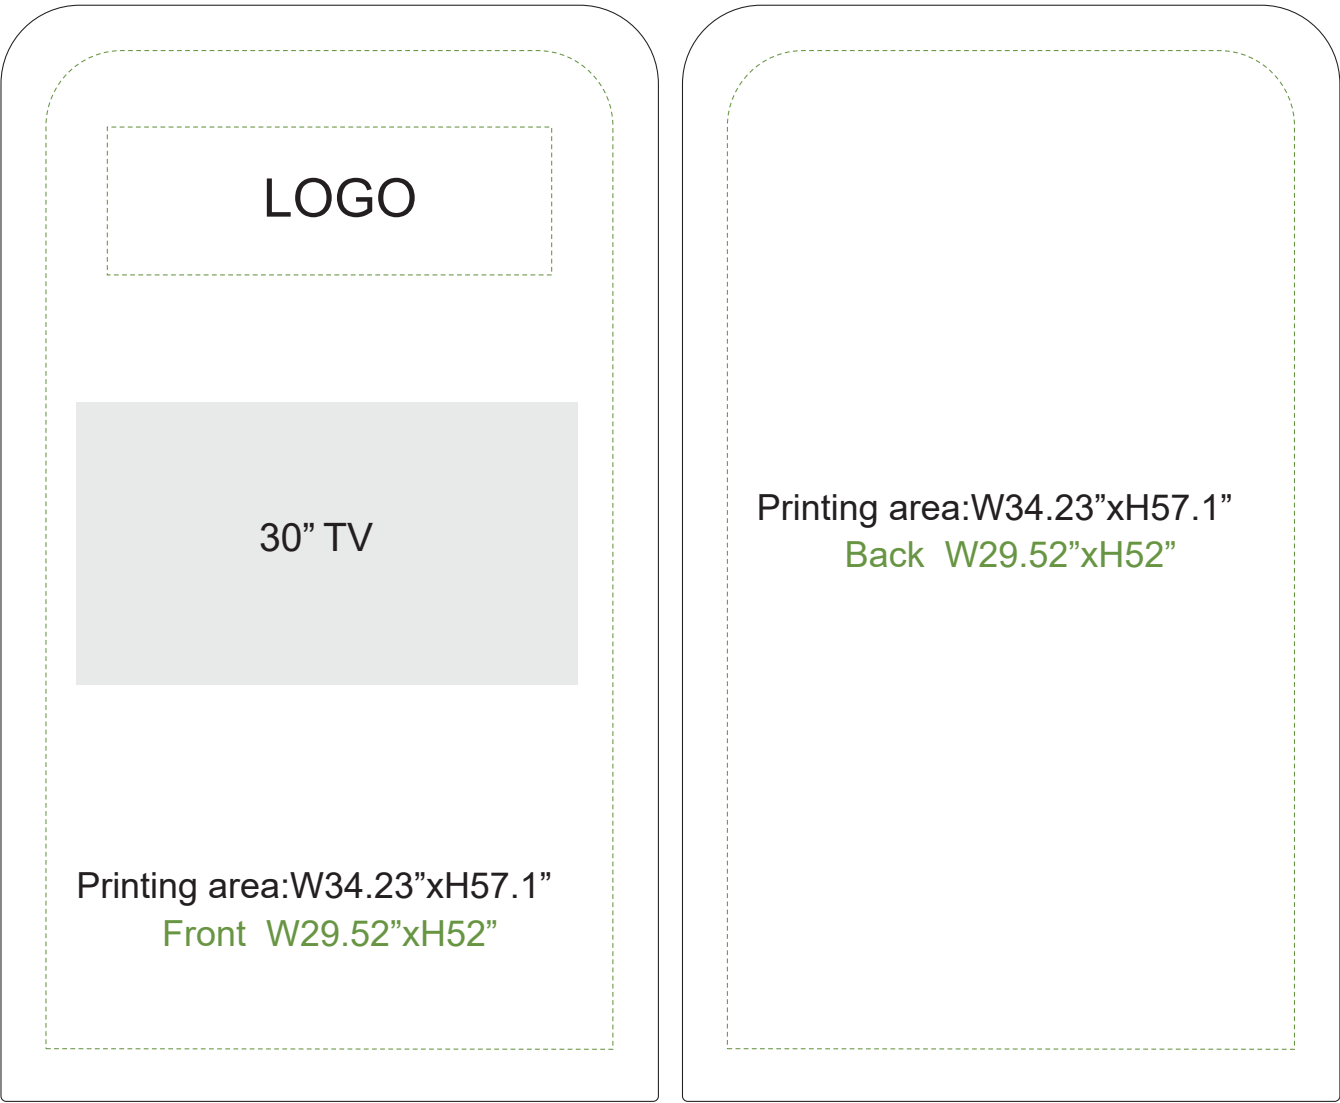 LOGO
30” TV
Printing area:W34.23”xH57.1”
Front W29.52”xH52”
Printing area:W34.23”xH57.1”
Back W29.52”xH52”